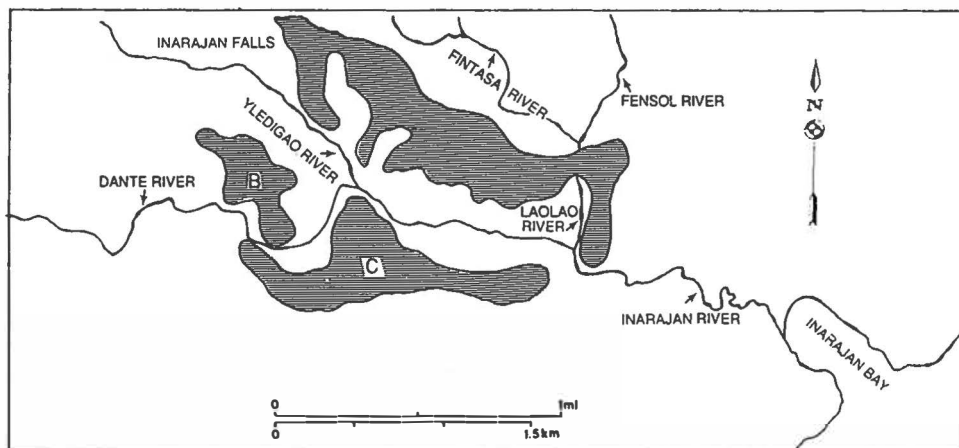 INARAJAN FALLS
FINTASA RIVER
FENSOL RIVER
N
YLEDIGAO RIVER
DANTE RIVER
B
LAOLAO
RIVER
C
INARAJAN RIVER
INARAJAN BAY
0 1mi
0 1.5km